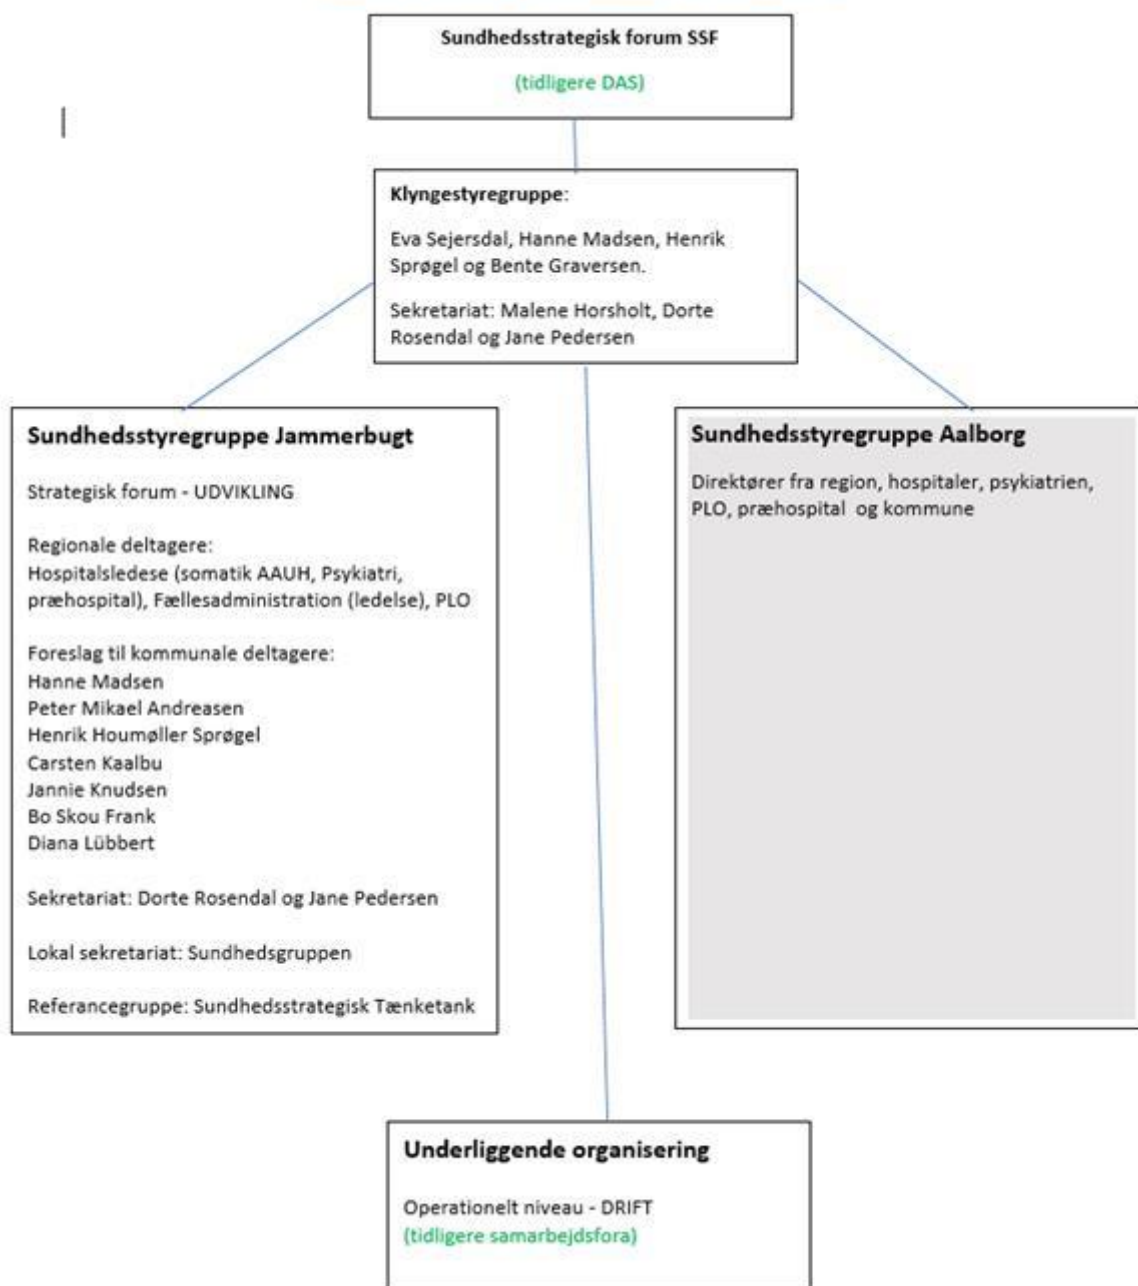 Sundhedsstrategisk forum SSF
(tidligere DAS)
Klyngestyregruppe:
Eva Sejersdal, Hanne Madsen, Henrik
Sprøgel og Bente Graversen.
Sekretariat: Malene Horsholt, Dorte
Rosendal og Jane Pedersen
Sundhedsstyregruppe Jammerbugt
Strategisk forum - UDVIKLING
Regionale deltagere:
Hospitalsledese (somatik AAUH, Psykiatri,
præhospital), Fællesadministration (ledelse), PLO
Foreslag til kommunale deltagere:
Hanne Madsen
Peter Mikael Andreasen
Henrik Houmøller Sprøgel
Carsten Kaalbu
Jannie Knudsen
Bo Skou Frank
Diana Lübbert
Sekretariat: Dorte Rosendal og Jane Pedersen
Lokal sekretariat: Sundhedsgruppen
Referancegruppe: Sundhedsstrategisk Tænketank
Sundhedsstyregruppe Aalborg
Direktører fra region, hospitaler, psykiatrien,
PLO, præhospital og kommune
Underliggende organisering
Operationelt niveau - DRIFT
(tidligere samarbejdsfora)